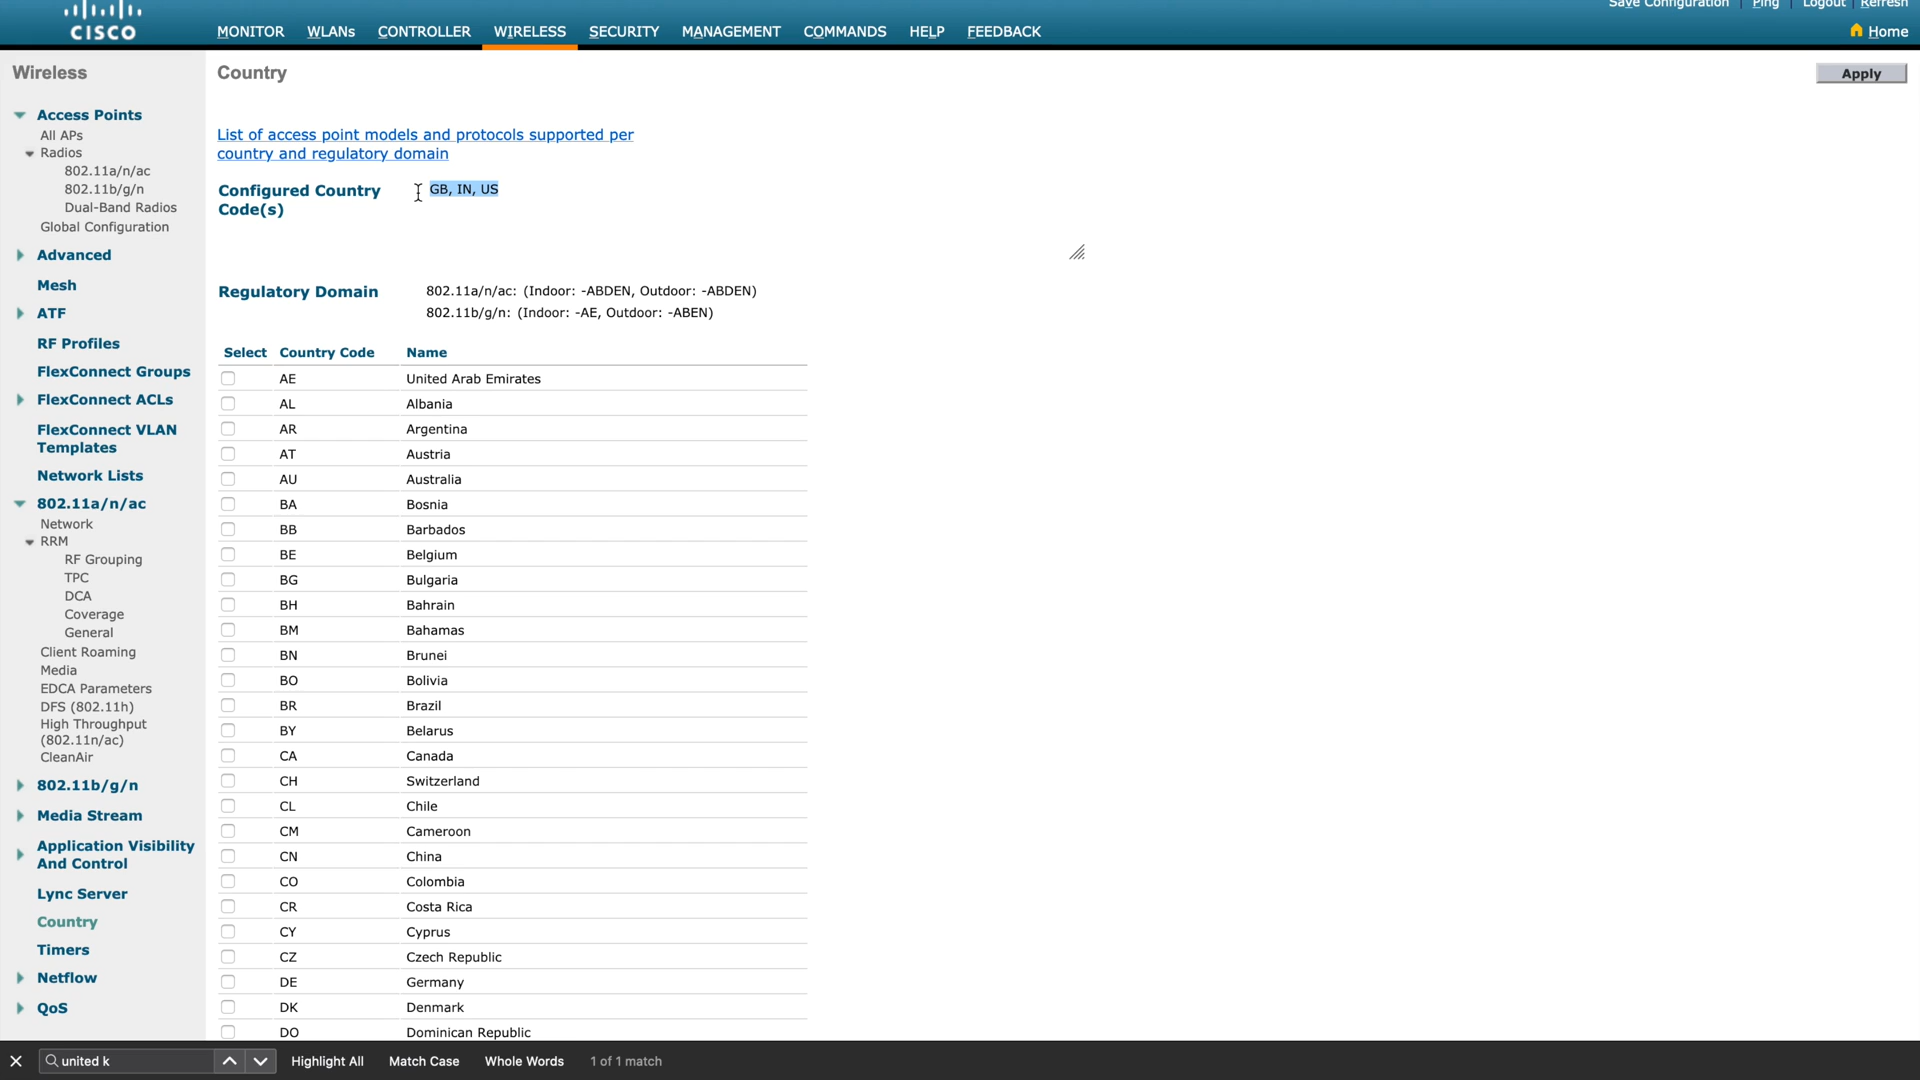 Save Configuration | Ping | Logout | Refresh
CISCO
MONITOR WLANs CONTROLLER WIRELESS SECURITY MANAGEMENT COMMANDS HELP FEEDBACK
Home
Wireless
Access Points
All APs
Radios
802.11a/n/ac
802.11b/g/n
Dual-Band Radios
Global Configuration
Advanced
Mesh
ATF
RF Profiles
FlexConnect Groups
FlexConnect ACLs
FlexConnect VLAN
Templates
Network Lists
802.11a/n/ac
Network
RRM
RF Grouping
TPC
DCA
Coverage
General
Client Roaming
Media
EDCA Parameters
DFS (802.11h)
High Throughput
(802.11n/ac)
CleanAir
802.11b/g/n
Media Stream
Application Visibility
And Control
Lync Server
Country
Timers
Netflow
QoS
Country
Apply
List of access point models and protocols supported per
country and regulatory domain
Configured Country
Code(s)
GB, IN, US
Regulatory Domain
802.11a/n/ac: (Indoor: -ABDEN, Outdoor: -ABDEN)
802.11b/g/n: (Indoor: -AE, Outdoor: -ABEN)
Select Country Code Name
AE United Arab Emirates
AL Albania
AR Argentina
AT Austria
AU Australia
BA Bosnia
BB Barbados
BE Belgium
BG Bulgaria
BH Bahrain
BM Bahamas
BN Brunei
BO Bolivia
BR Brazil
BY Belarus
CA Canada
CH Switzerland
CL Chile
CM Cameroon
CN China
CO Colombia
CR Costa Rica
CY Cyprus
CZ Czech Republic
DE Germany
DK Denmark
DO Dominican Republic
united k
Highlight All Match Case Whole Words 1 of 1 match